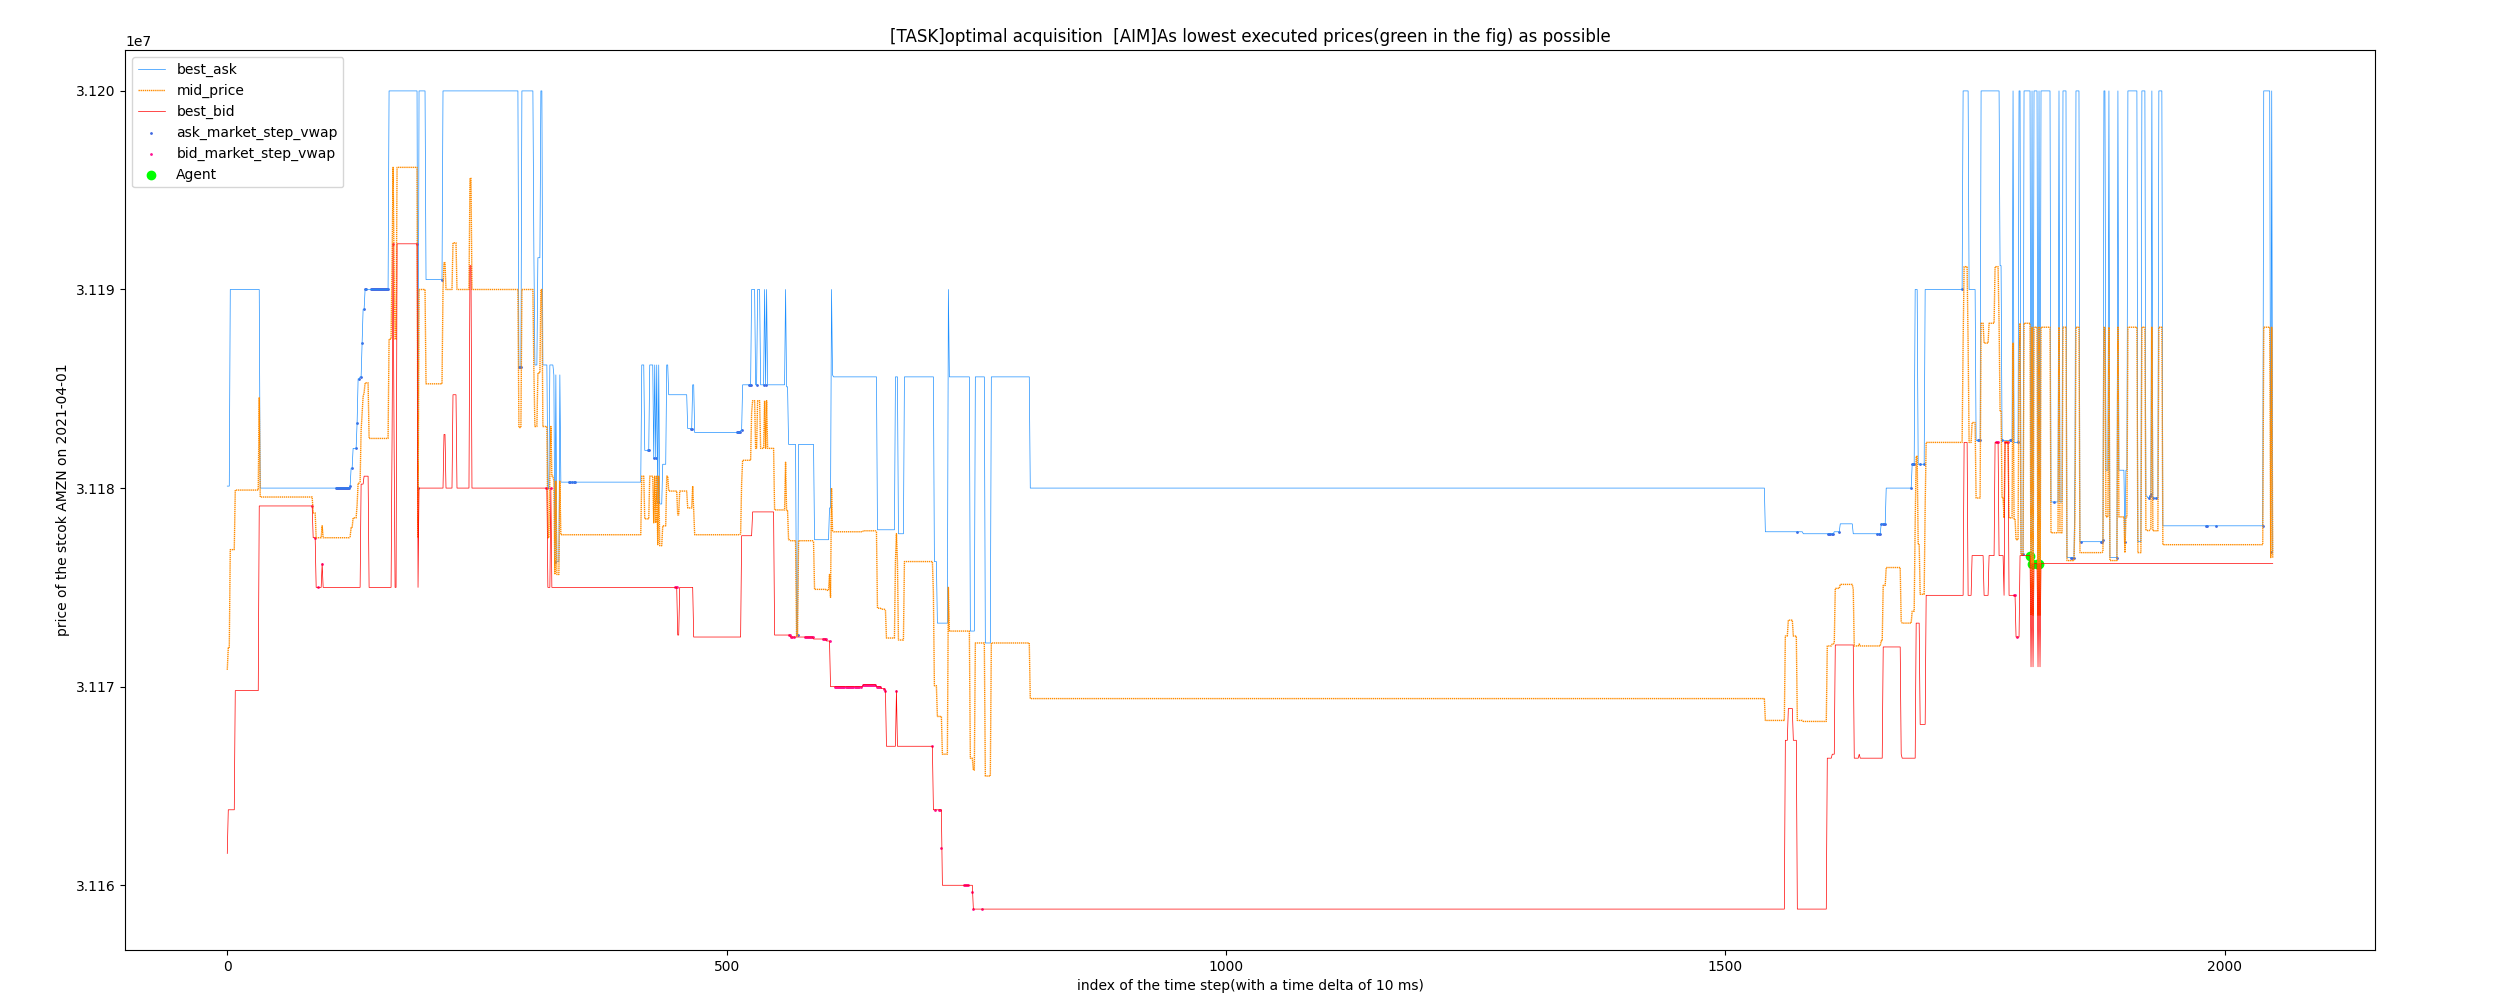 [TASK]optimal acquisition  [AIM]As lowest executed prices(green in the fig) as possible
1e7
best_ask
mid_price
best_bid
ask_market_step_vwap
bid_market_step_vwap
Agent
3.120
3.119
3.118
3.117
3.116
price of the stcok AMZN on 2021-04-01
0
500
1000
1500
2000
index of the time step(with a time delta of 10 ms)